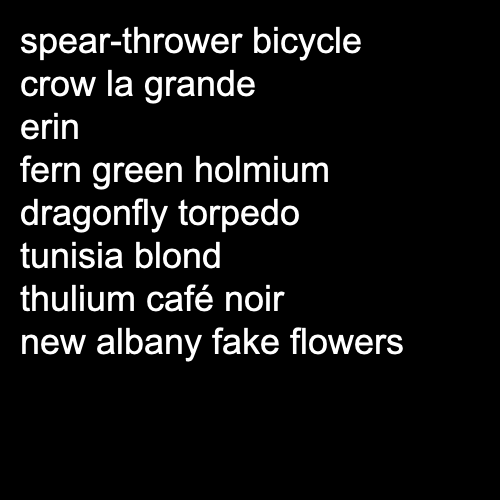 spear-thrower bicycle
crow la grande
erin
fern green holmium
dragonfly torpedo
tunisia blond
thulium café noir
new albany fake flowers